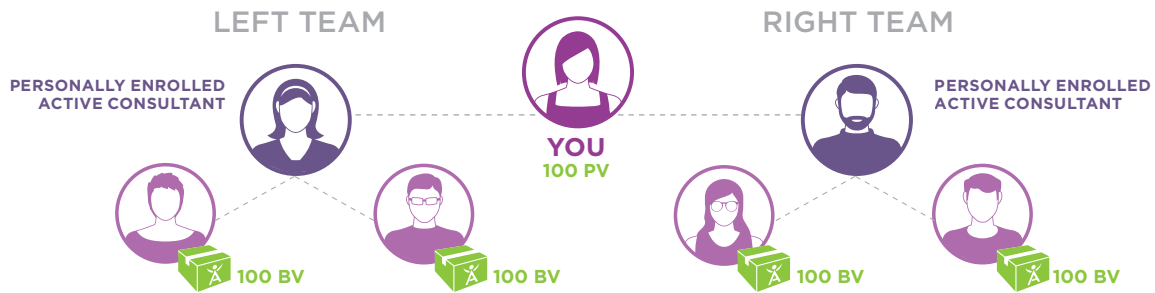 LEFT TEAM
RIGHT TEAM
PERSONALLY ENROLLED
ACTIVE CONSULTANT
PERSONALLY ENROLLED
ACTIVE CONSULTANT
YOU
100 PV
100 BV
100 BV
100 BV
100 BV